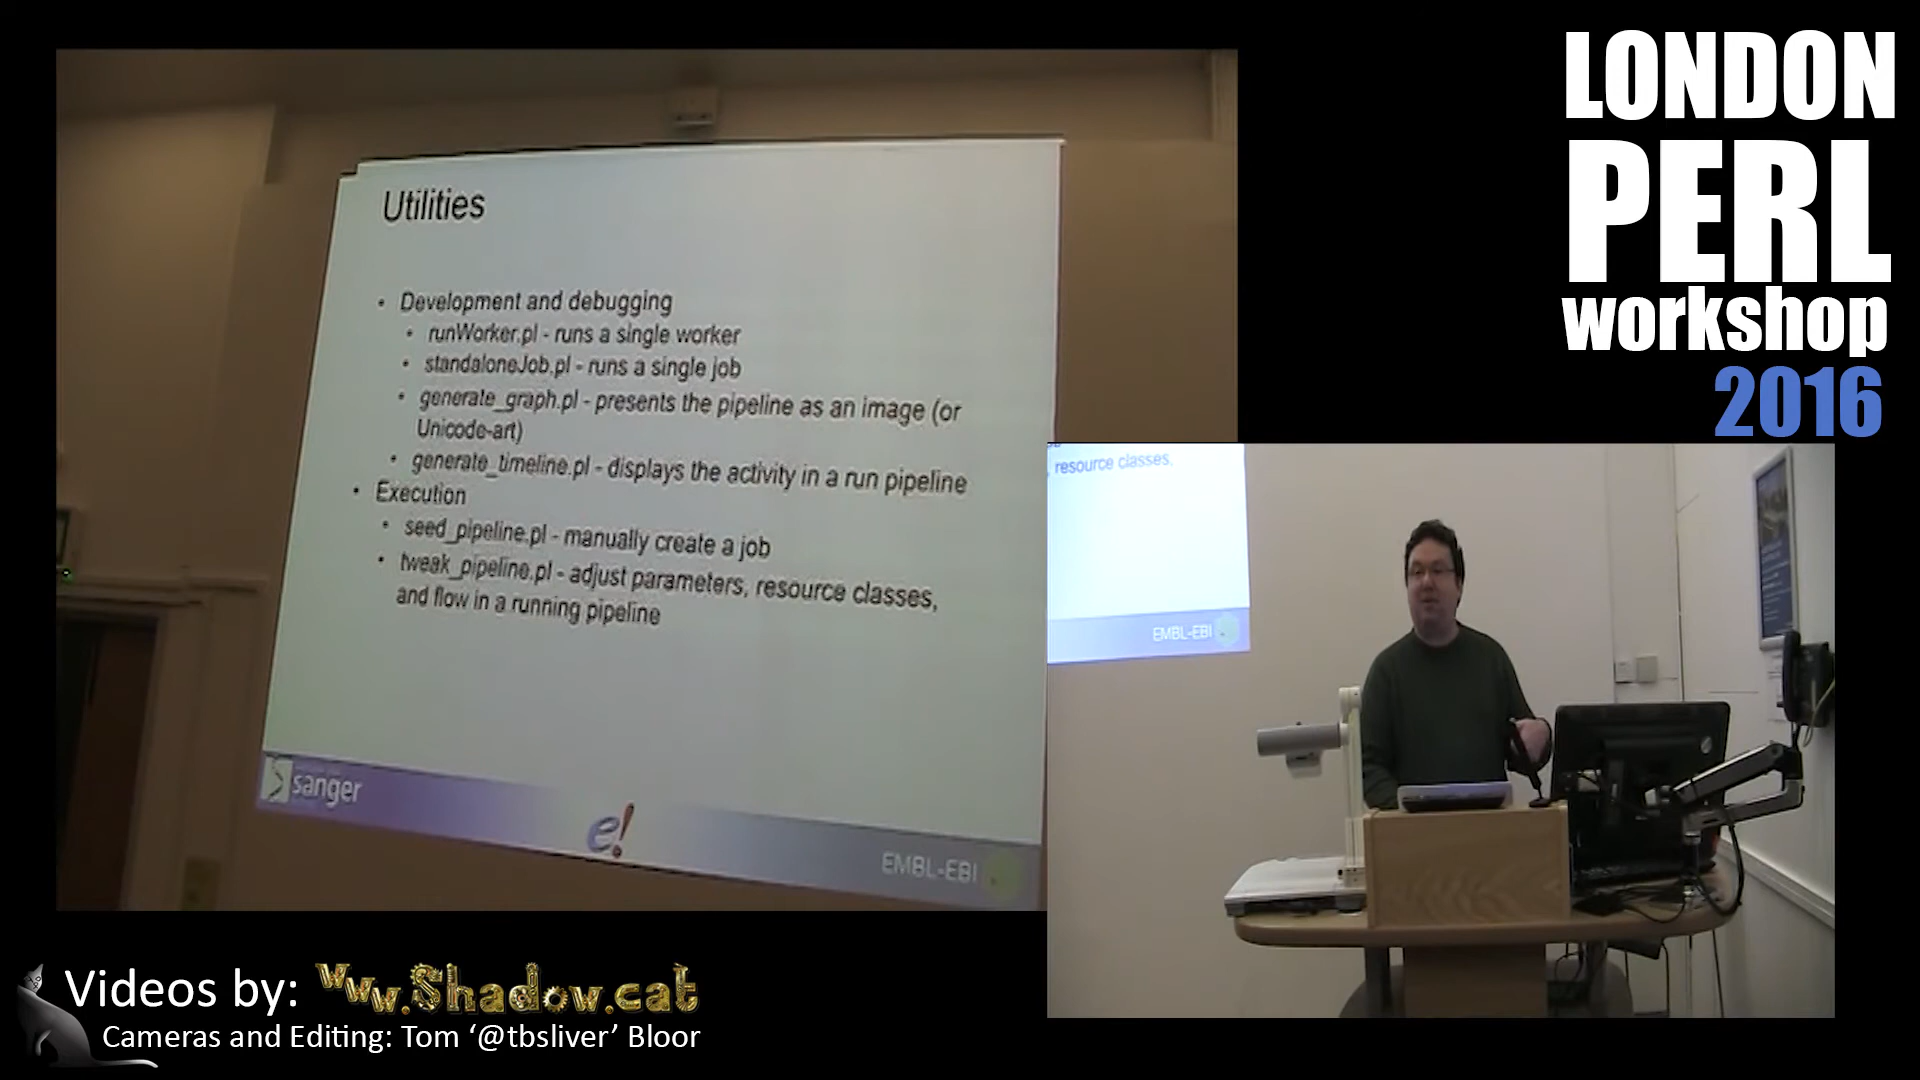 LONDON
PERL
workshop
2016
Utilities
• Development and debugging
• runWorker.pl - runs a single worker
• standaloneJob.pl - runs a single job
• generate_graph.pl - presents the pipeline as an image (or
Unicode-art)
• generate_timeline.pl - displays the activity in a run pipeline
• Execution
• seed_pipeline.pl - manually create a job
• tweak_pipeline.pl - adjust parameters, resource classes,
and flow in a running pipeline
sanger
e!
EMBL-EBI
resource classes,
EMBL-EBI
Videos by: www.Shadow.cat
Cameras and Editing: Tom ‘@tbsliver’ Bloor